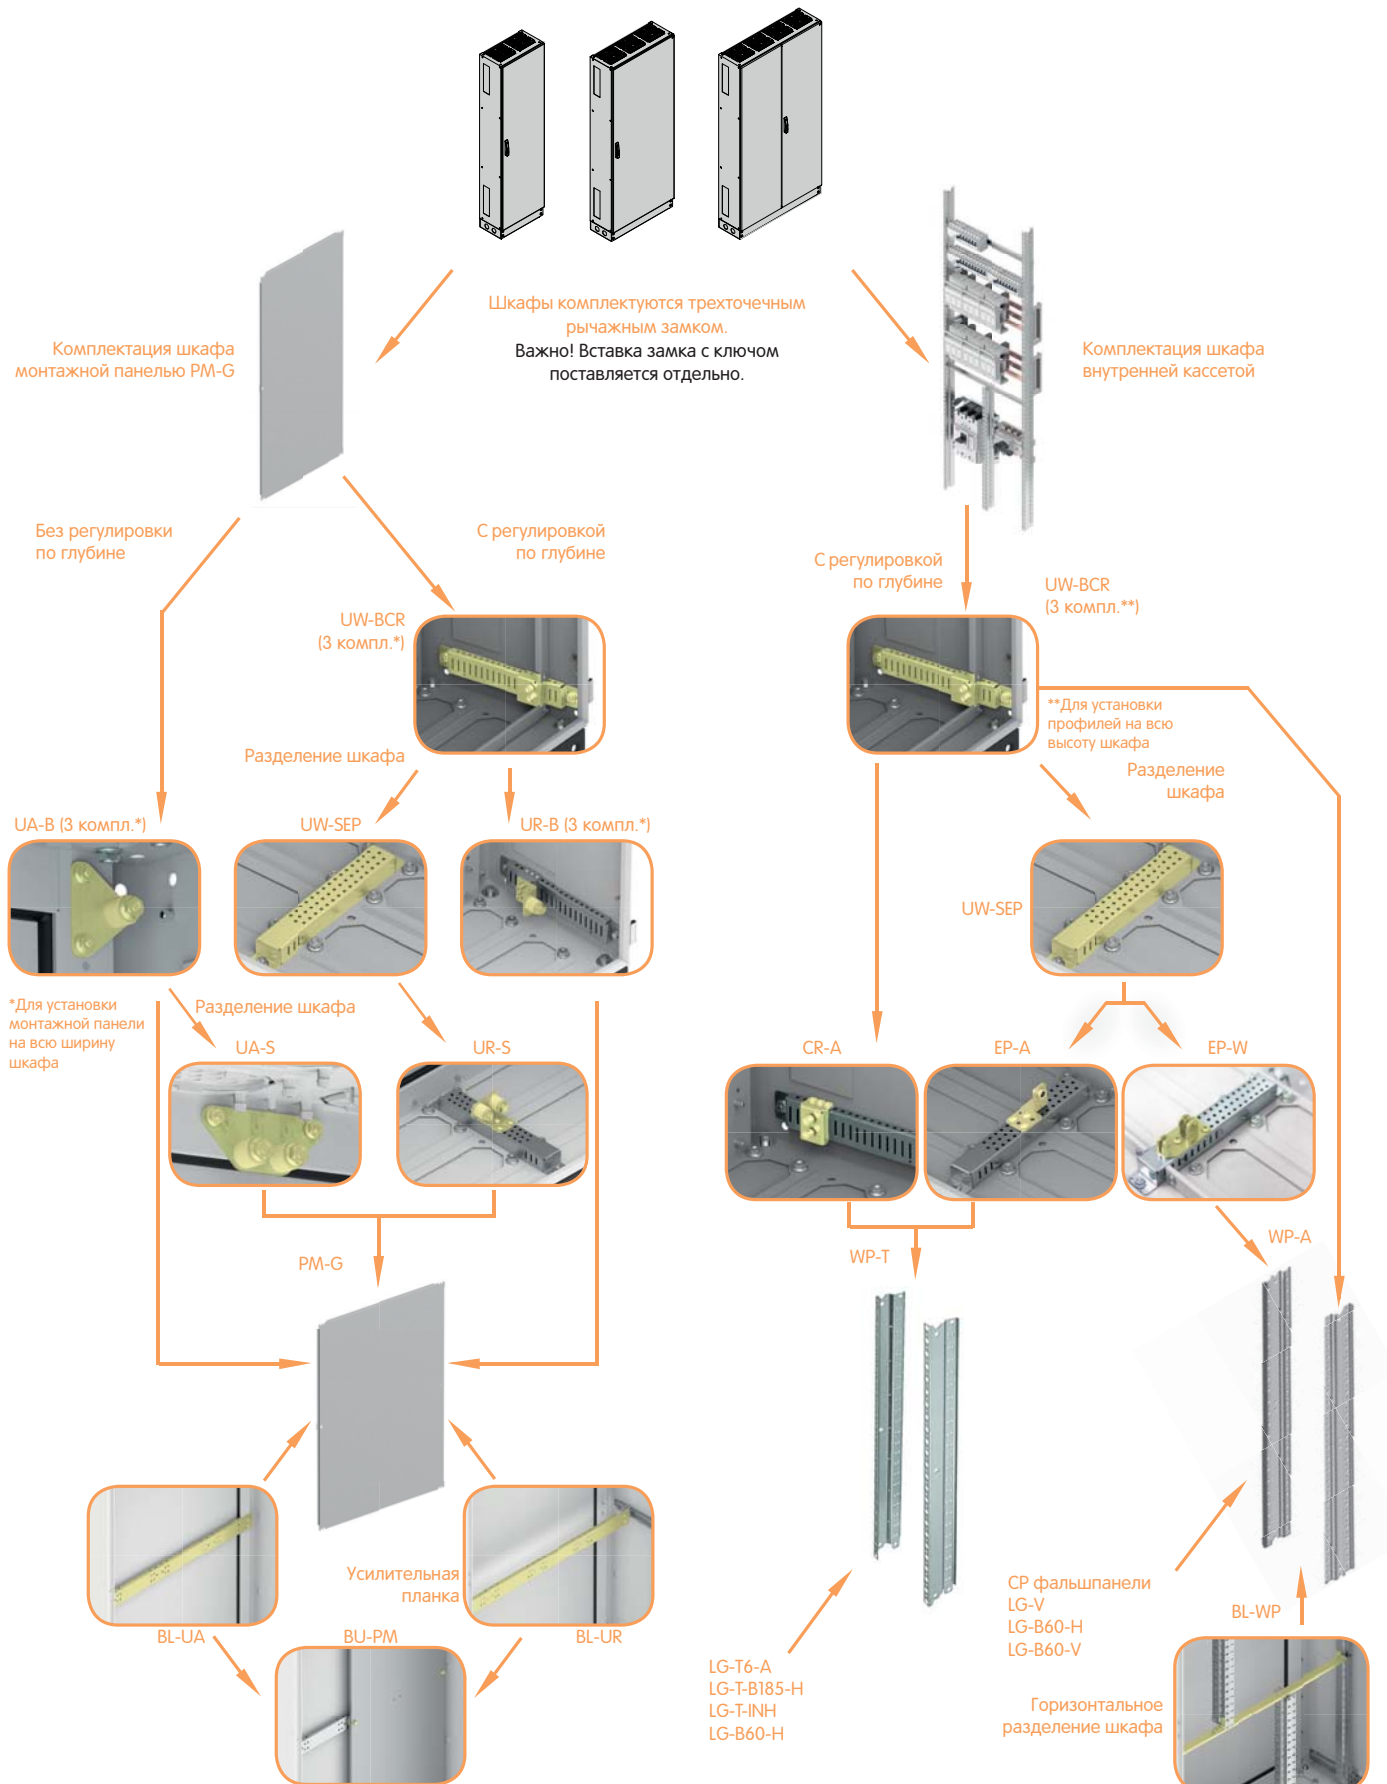 Шкафы комплектуются трехточечным
рычажным замком.
Важно! Вставка замка с ключом
поставляется отдельно.
Комплектация шкафа
монтажной панелью PM-G
Комплектация шкафа
внутренней кассетой
Без регулировки
по глубине
С регулировкой
по глубине
С регулировкой
по глубине
UW-BCR
(3 компл.*)
UW-BCR
(3 компл.**)
**Для установки
профилей на всю
высоту шкафа
Разделение шкафа
Разделение
шкафа
UA-B (3 компл.*)
UW-SEP
UR-B (3 компл.*)
UW-SEP
*Для установки
монтажной панели
на всю ширину
шкафа
Разделение шкафа
UA-S
UR-S
CR-A
EP-A
EP-W
PM-G
WP-T
WP-A
Усилительная
планка
BL-UA
BU-PM
BL-UR
CP фальшпанели
LG-V
LG-B60-H
LG-B60-V
BL-WP
LG-T6-A
LG-T-B185-H
LG-T-INH
LG-B60-H
Горизонтальное
разделение шкафа